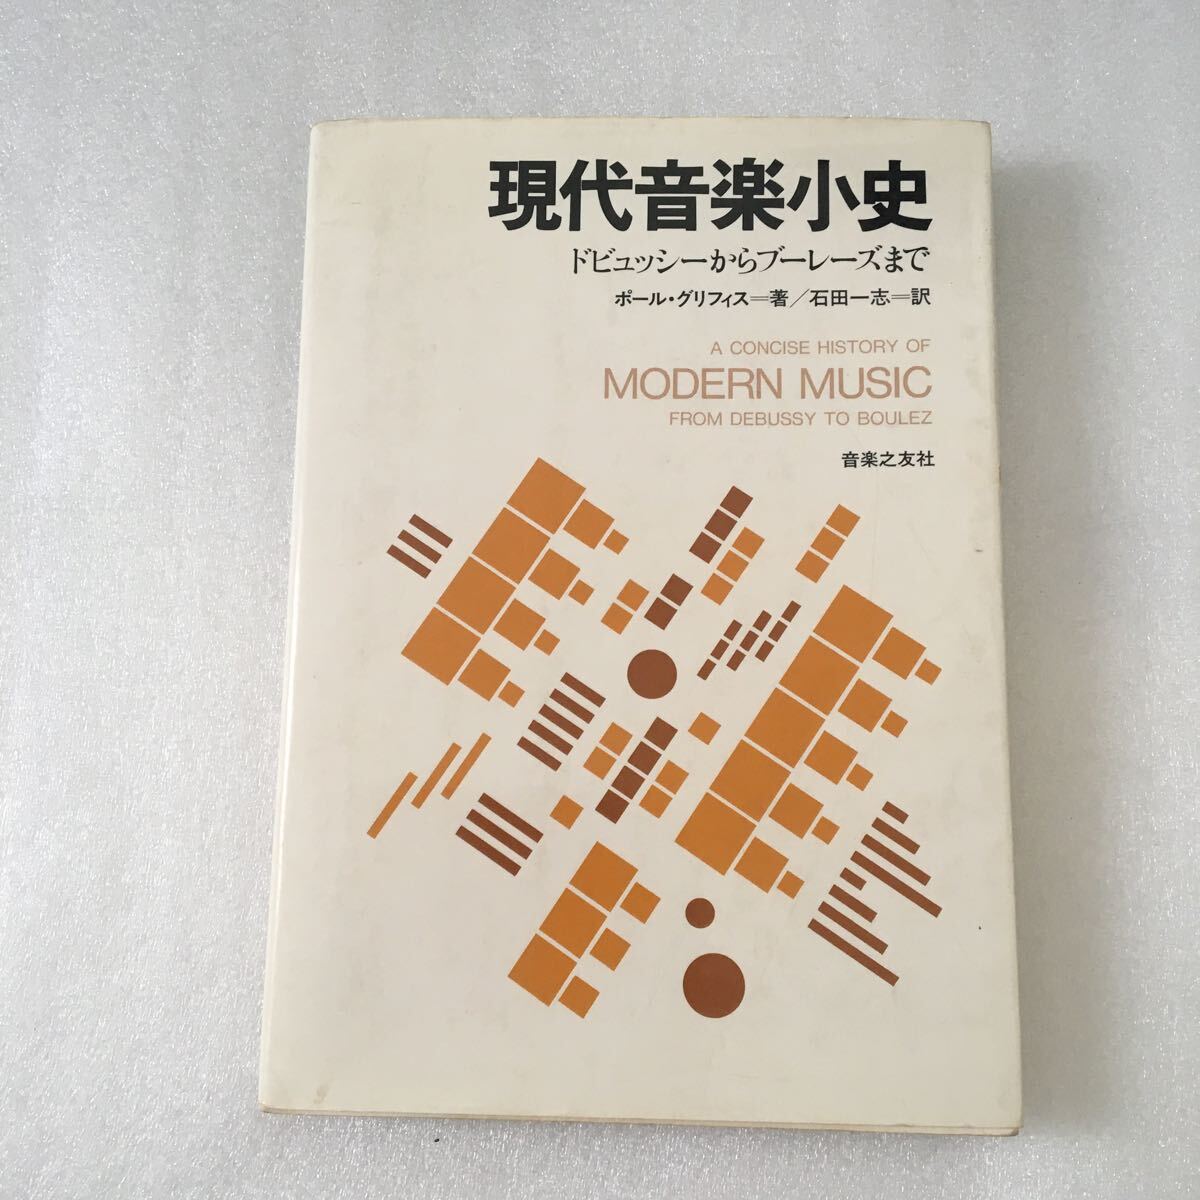 現代音楽小史
ドビュッシーからブーレーズまで
ポール・グリフィス＝著／石田一志＝訳
A CONCISE HISTORY OF
MODERN MUSIC
FROM DEBUSSY TO BOULEZ
音楽之友社